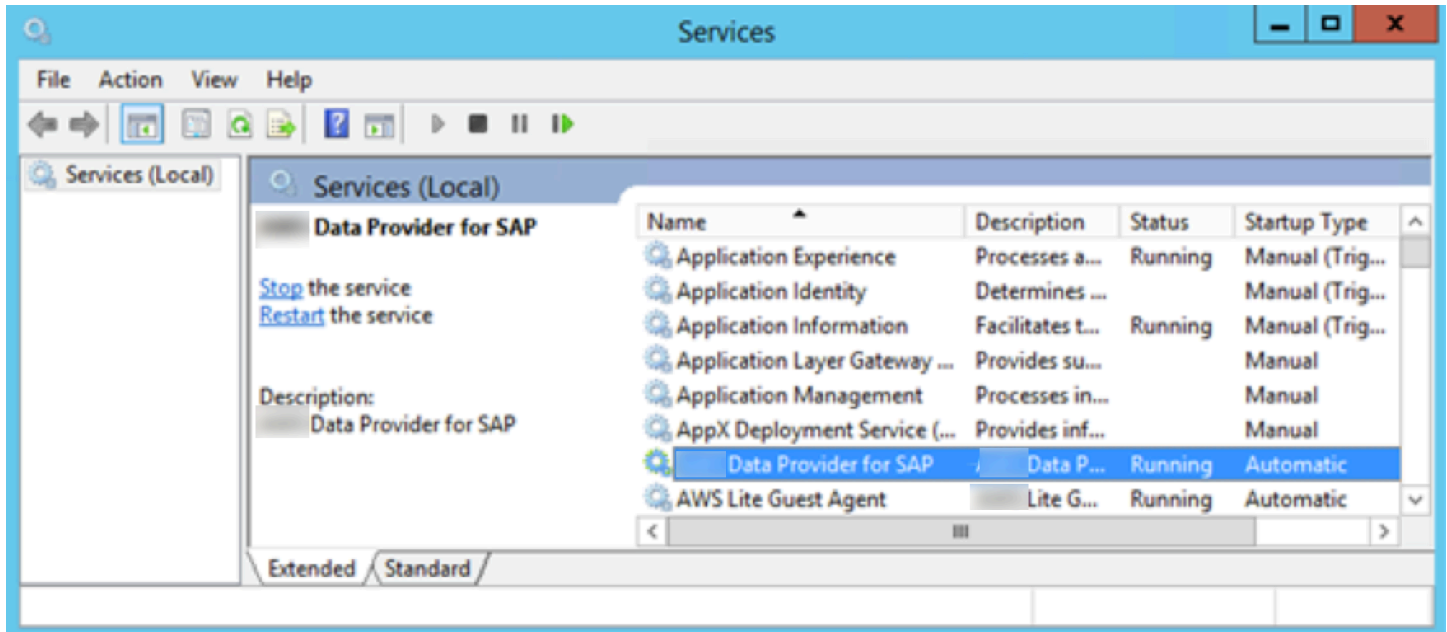 Services
File Action View Help
Services (Local)
Services (Local)
Data Provider for SAP
Stop the service
Restart the service
Description:
Data Provider for SAP
Name Description Status Startup Type
Application Experience Processes a... Running Manual (Trig...
Application Identity Determines ... Manual (Trig...
Application Information Facilitates t... Running Manual (Trig...
Application Layer Gateway ... Provides su... Manual
Application Management Processes in... Manual
AppX Deployment Service (... Provides inf... Manual
Data Provider for SAP Data P... Running Automatic
AWS Lite Guest Agent Lite G... Running Automatic
Extended Standard